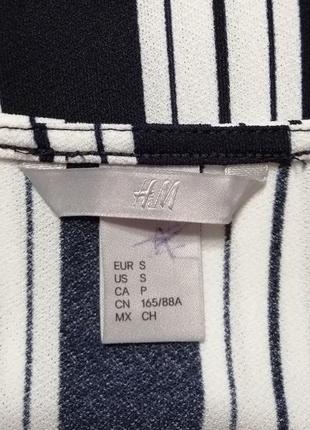 H&M
EUR S
US S
CA P
CN 165/88A
MX CH